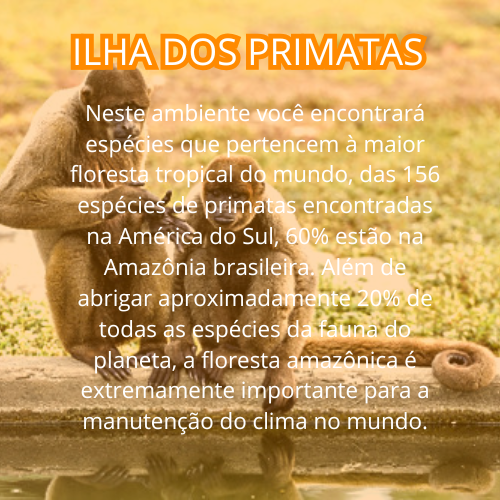 ILHA DOS PRIMATAS
Neste ambiente você encontrará
espécies que pertencem à maior
floresta tropical do mundo, das 156
espécies de primatas encontradas
na América do Sul, 60% estão na
Amazônia brasileira. Além de
abrigar aproximadamente 20% de
todas as espécies da fauna do
planeta, a floresta amazônica é
extremamente importante para a
manutenção do clima no mundo.